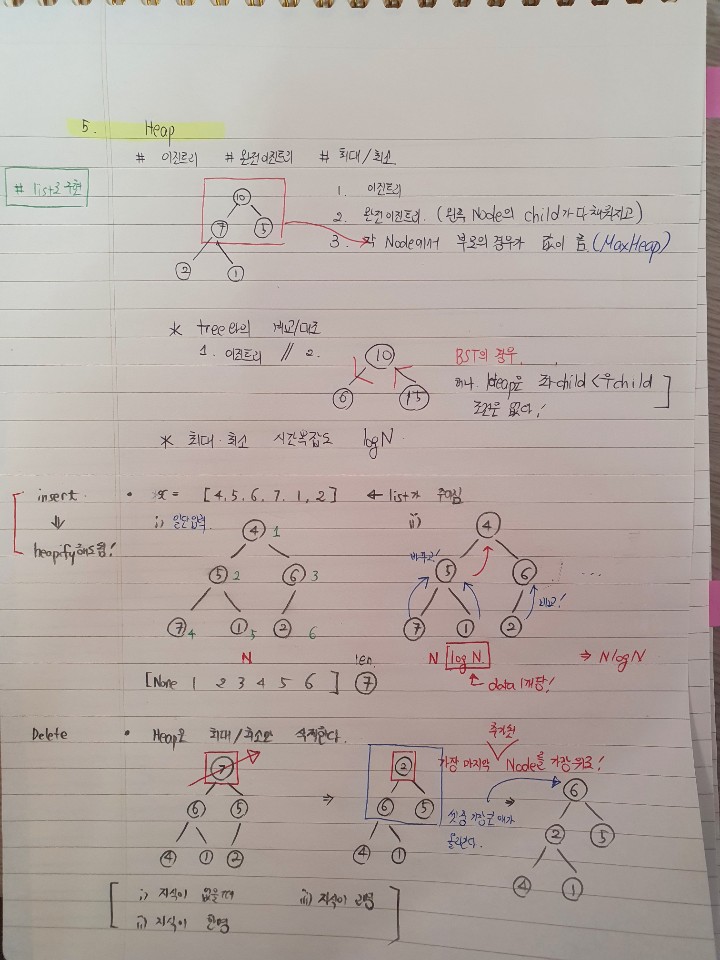 5. Heap
# 이진트리 # 완전이진트리 # 최대/최소
# list로 구현
1. 이진트리
2. 완전이진트리. (왼쪽 Node의 child가 다 채워지고)
3. 각 Node에서 부모의 경우가 값이 큼 (MaxHeap)
10
7 5
2 1
* tree와의 비교/대조
1. 이진트리 // 2.
10
6 15
BST의 경우
허나 Heap은 좌child < 우child
조건은 없다!
* 최대·최소 시간복잡도 logN
insert
⇓
heapify해도됨!
• x = [4, 5, 6, 7, 1, 2] ← list가 주어짐
i) 일단입력
4 1
5 2 6 3
7 4 1 5 2 6
ii)
4
바꾸고!
5 6 ...
7 1 2
비교!
N
N log N. ⇒ NlogN
data 1개당!
[None 1 2 3 4 5 6] len 7
Delete • Heap은 최대/최소만 삭제한다.
7
6 5
4 1 2
⇒
2
6 5
4 1
추가된
가장 마지막 Node를 가장 위로!
셋중 가장큰애가
올라간다.
⇒
6
2 5
4 1
i) 자식이 없을 때
ii) 자식이 한명
iii) 자식이 2명